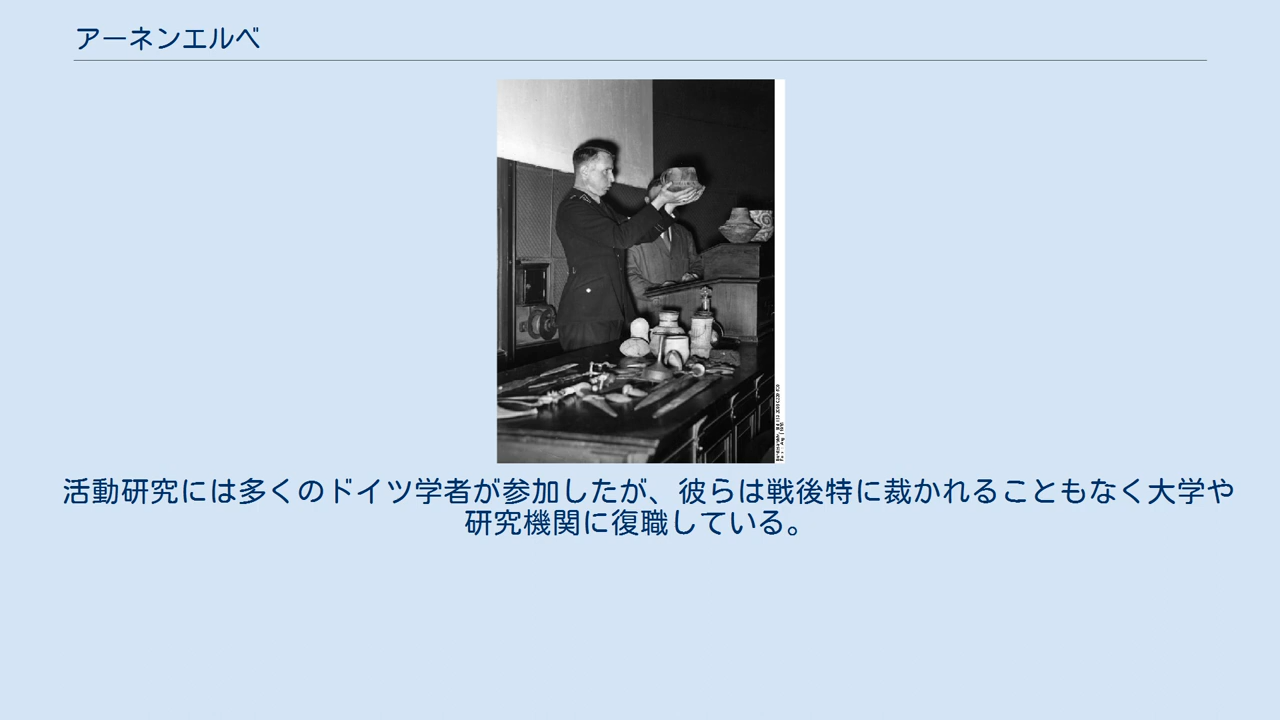 アーネンエルベ
活動研究には多くのドイツ学者が参加したが、彼らは戦後特に裁かれることもなく大学や
研究機関に復職している。